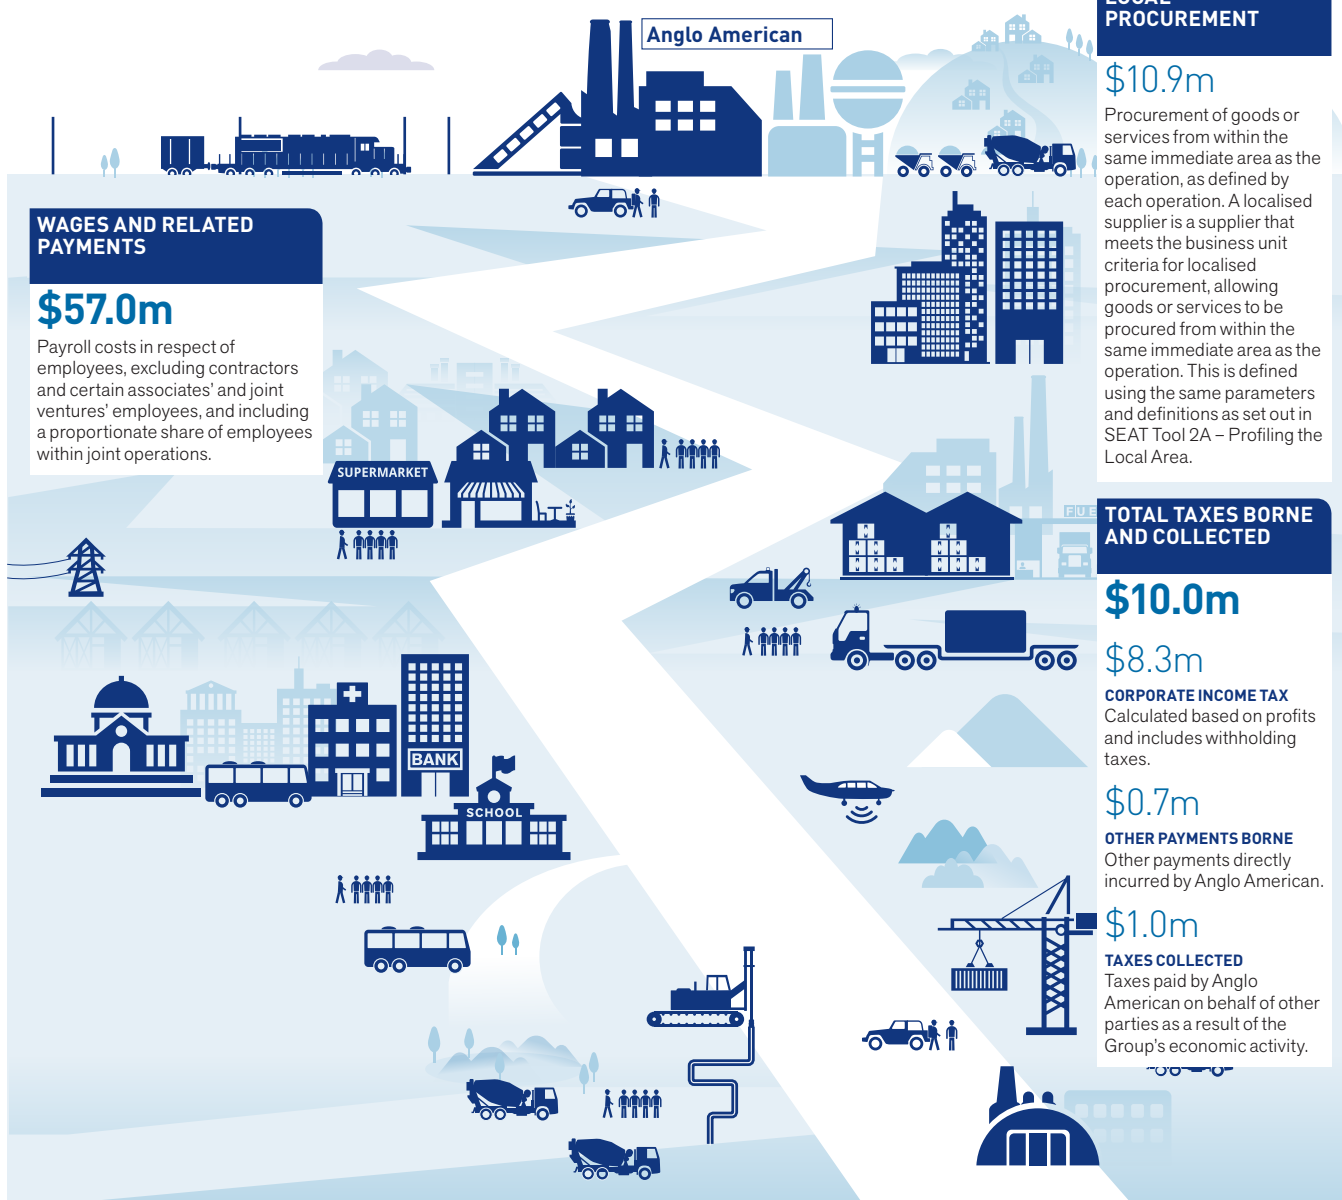 Anglo American
LOCAL
PROCUREMENT
$10.9m
Procurement of goods or
services from within the
same immediate area as the
operation, as defined by
each operation. A localised
supplier is a supplier that
meets the business unit
criteria for localised
procurement, allowing
goods or services to be
procured from within the
same immediate area as the
operation. This is defined
using the same parameters
and definitions as set out in
SEAT Tool 2A – Profiling the
Local Area.
WAGES AND RELATED
PAYMENTS
$57.0m
Payroll costs in respect of
employees, excluding contractors
and certain associates’ and joint
ventures’ employees, and including
a proportionate share of employees
within joint operations.
SUPERMARKET
FUE
TOTAL TAXES BORNE
AND COLLECTED
$10.0m
$8.3m
CORPORATE INCOME TAX
Calculated based on profits
and includes withholding
taxes.
$0.7m
OTHER PAYMENTS BORNE
Other payments directly
incurred by Anglo American.
$1.0m
TAXES COLLECTED
Taxes paid by Anglo
American on behalf of other
parties as a result of the
Group’s economic activity.
BANK
SCHOOL